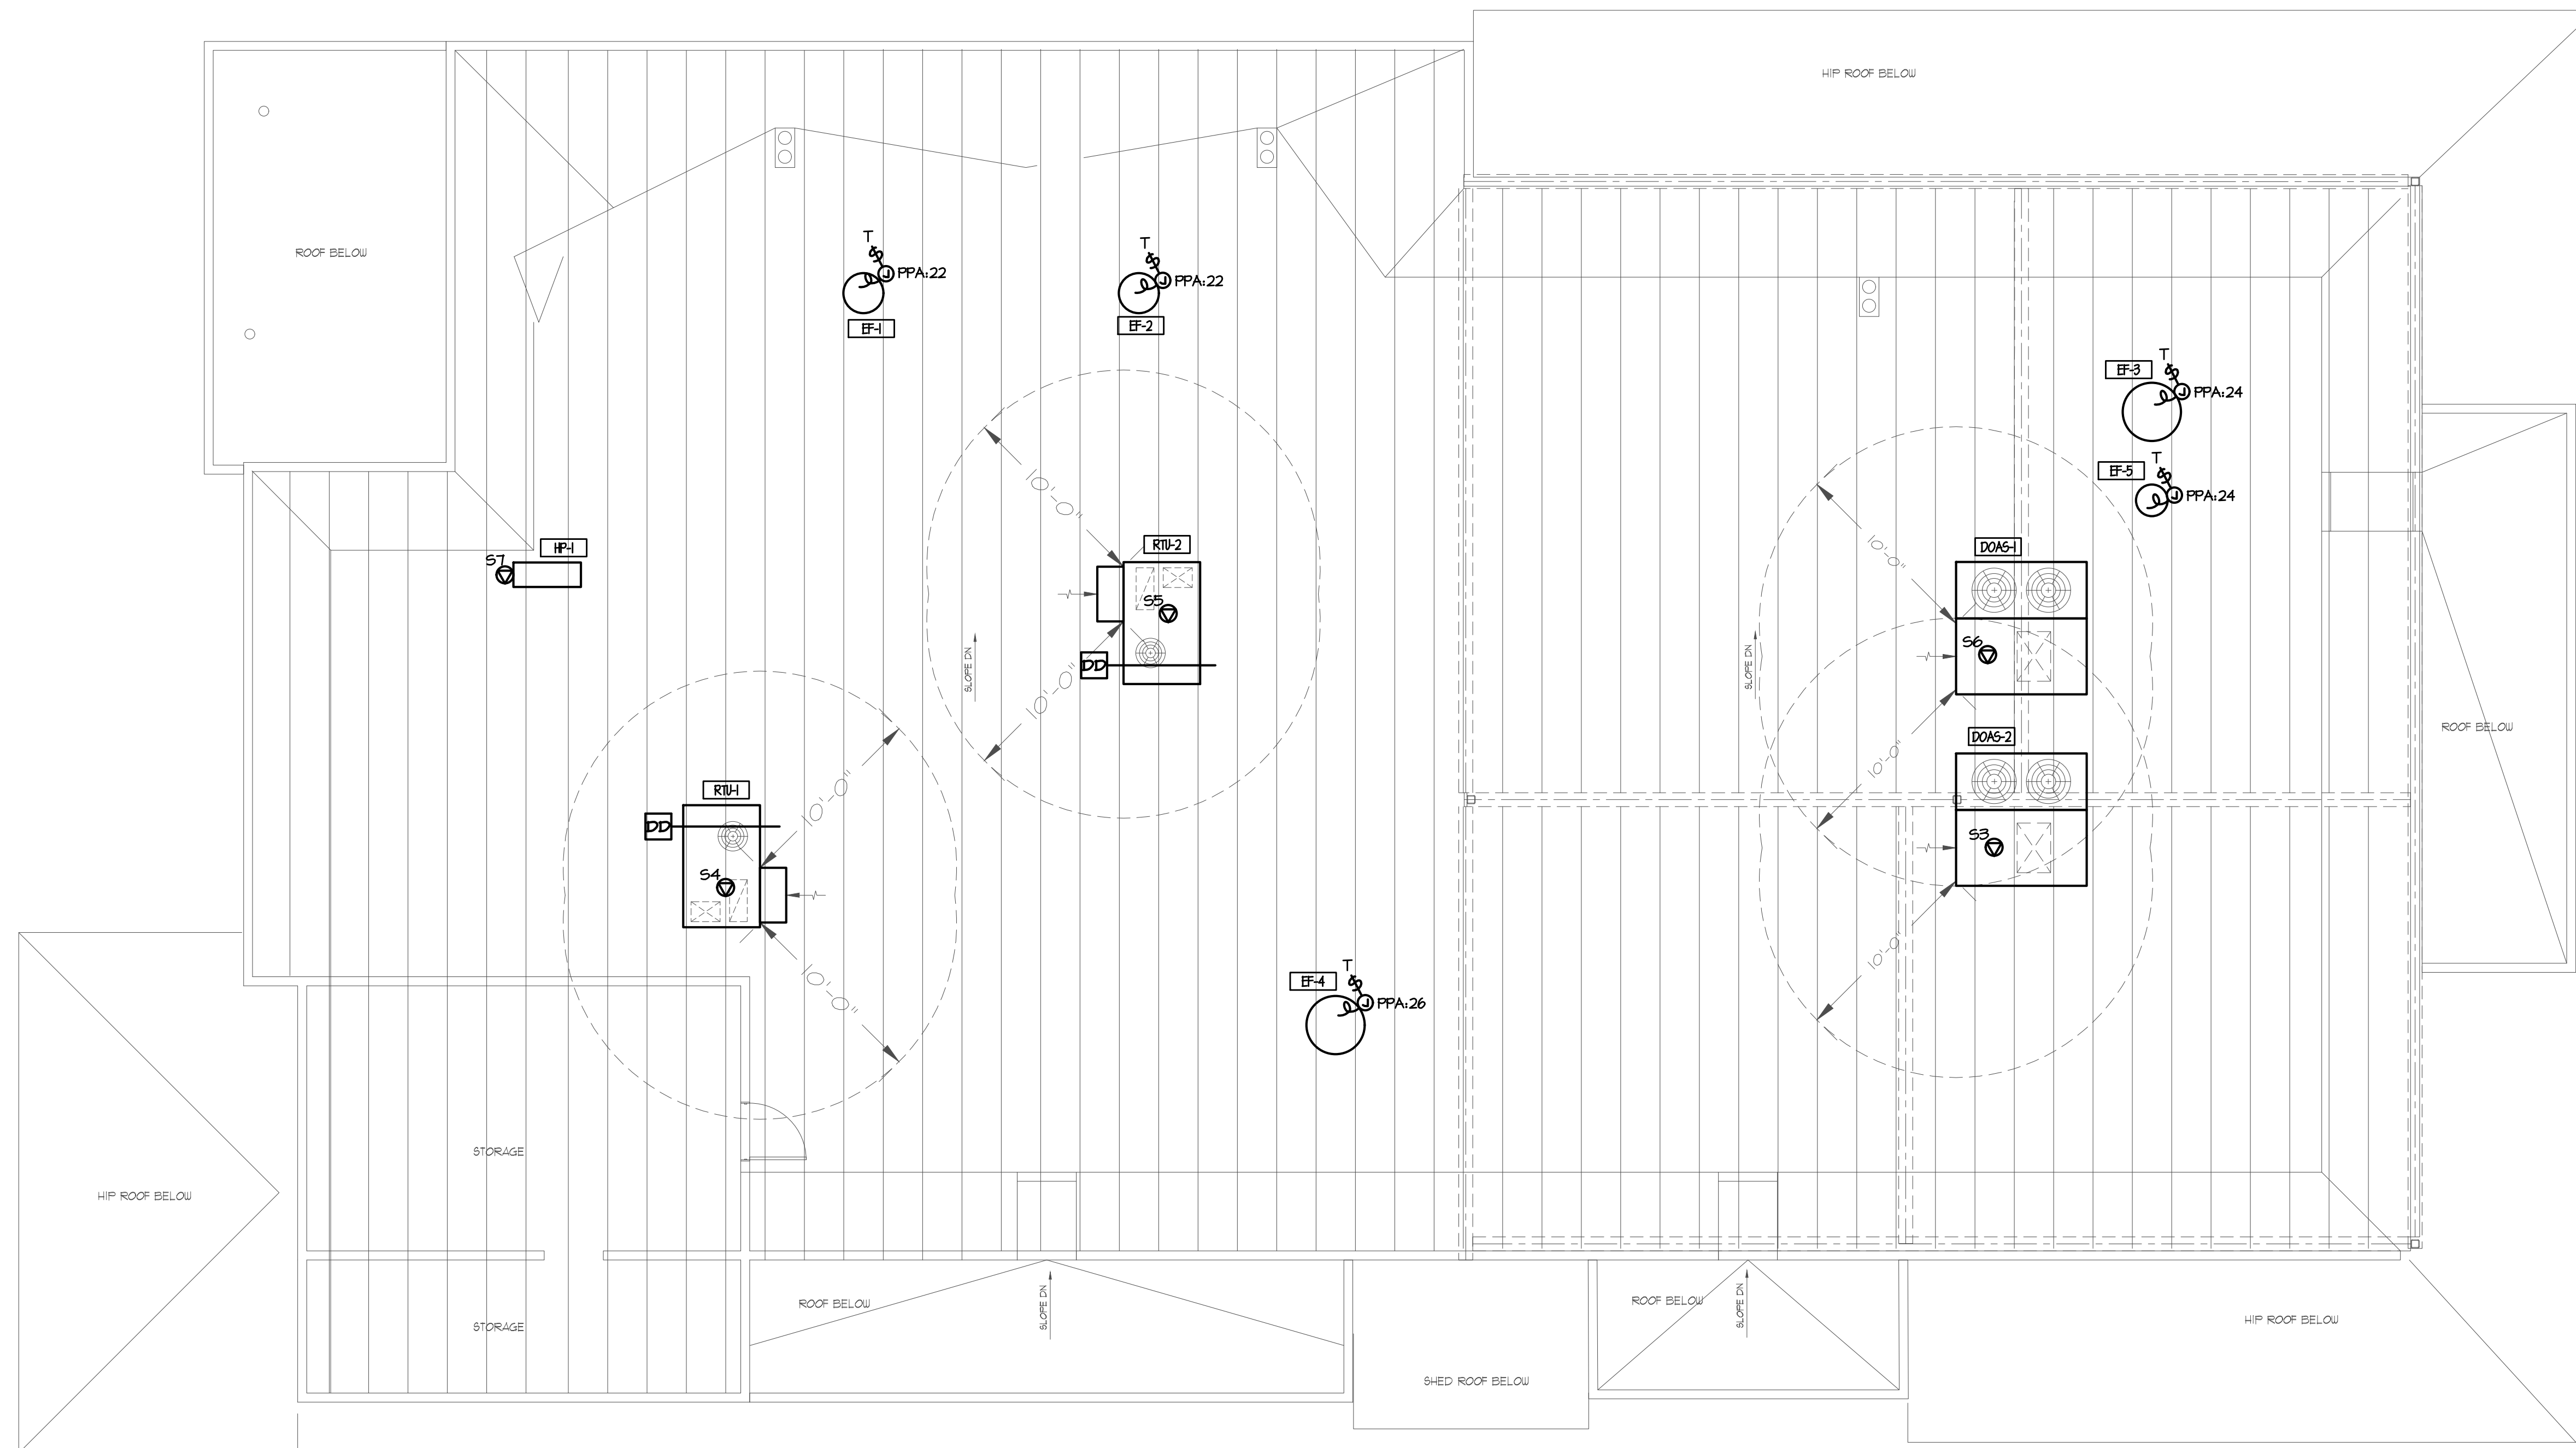 HIP ROOF BELOW
ROOF BELOW
T
$
J
PPA:22
EF-1
T
$
J
PPA:22
EF-2
T
$
EF-3
J
PPA:24
T
$
EF-5
J
PPA:24
10'-0"
10'-0"
S7
HP-1
RTU-2
S5
DOAS-1
S6
SLOPE DN
DD
10'-0"
SLOPE DN
10'-0"
ROOF BELOW
DOAS-2
RTU-1
10'-0"
DD
S3
S4
10'-0"
10'-0"
T
$
EF-4
J
PPA:26
STORAGE
HIP ROOF BELOW
ROOF BELOW
SLOPE DN
ROOF BELOW
SLOPE DN
HIP ROOF BELOW
STORAGE
SHED ROOF BELOW